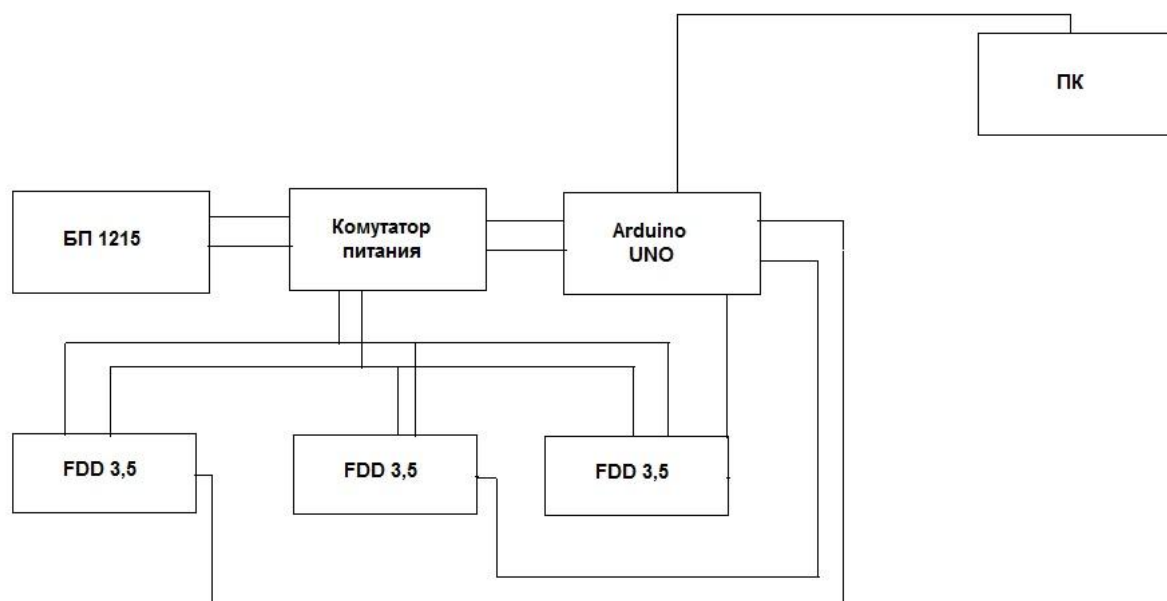 ПК
БП 1215
Комутатор
питания
Arduino
UNO
FDD 3,5
FDD 3,5
FDD 3,5